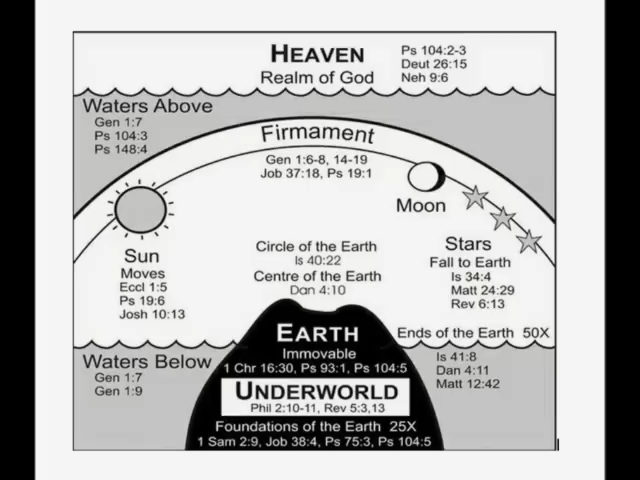 HEAVEN
Realm of God
Ps 104:2-3
Deut 26:15
Neh 9:6
Waters Above
Gen 1:7
Ps 104:3
Ps 148:4
Firmament
Gen 1:6-8, 14-19
Job 37:18, Ps 19:1
Moon
Sun
Moves
Eccl 1:5
Ps 19:6
Josh 10:13
Circle of the Earth
Is 40:22
Centre of the Earth
Dan 4:10
Stars
Fall to Earth
Is 34:4
Matt 24:29
Rev 6:13
Ends of the Earth 50X
Is 41:8
Dan 4:11
Matt 12:42
Waters Below
Gen 1:7
Gen 1:9
EARTH
Immovable
1 Chr 16:30, Ps 93:1, Ps 104:5
UNDERWORLD
Phil 2:10-11, Rev 5:3,13
Foundations of the Earth 25X
1 Sam 2:9, Job 38:4, Ps 75:3, Ps 104:5